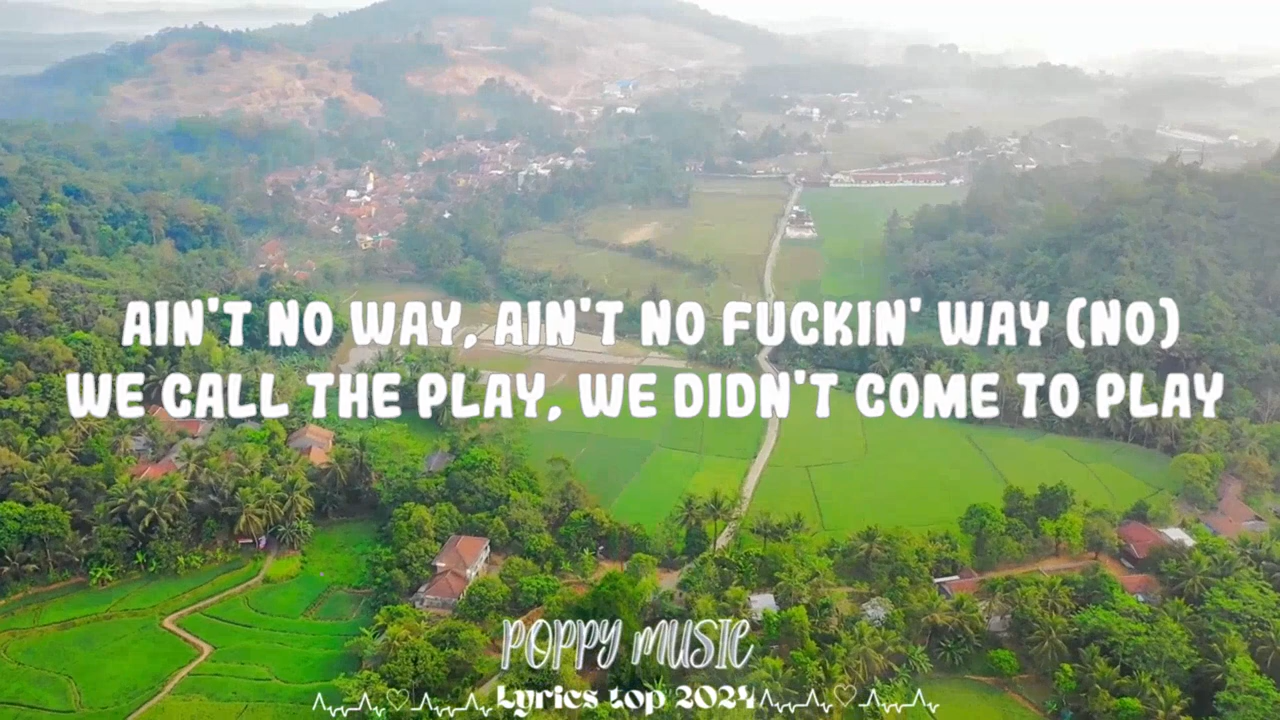 AIN'T NO WAY, AIN'T NO FUCKIN' WAY (NO)
WE CALL THE PLAY, WE DIDN'T COME TO PLAY
POPPY MUSIC
Lyrics top 2024